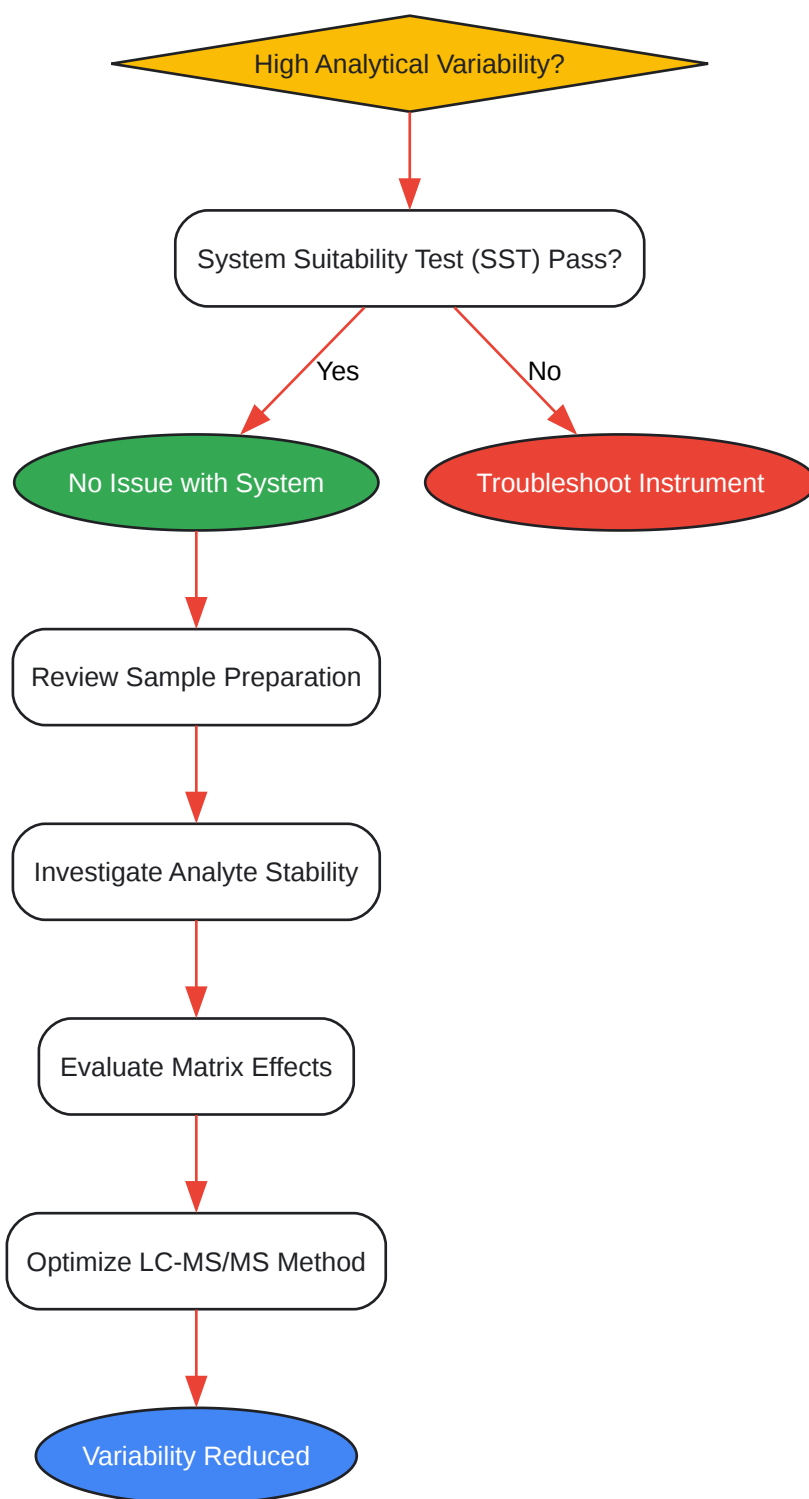 High Analytical Variability?
System Suitability Test (SST) Pass?
Yes
No
No Issue with System
Troubleshoot Instrument
Review Sample Preparation
Investigate Analyte Stability
Evaluate Matrix Effects
Optimize LC-MS/MS Method
Variability Reduced